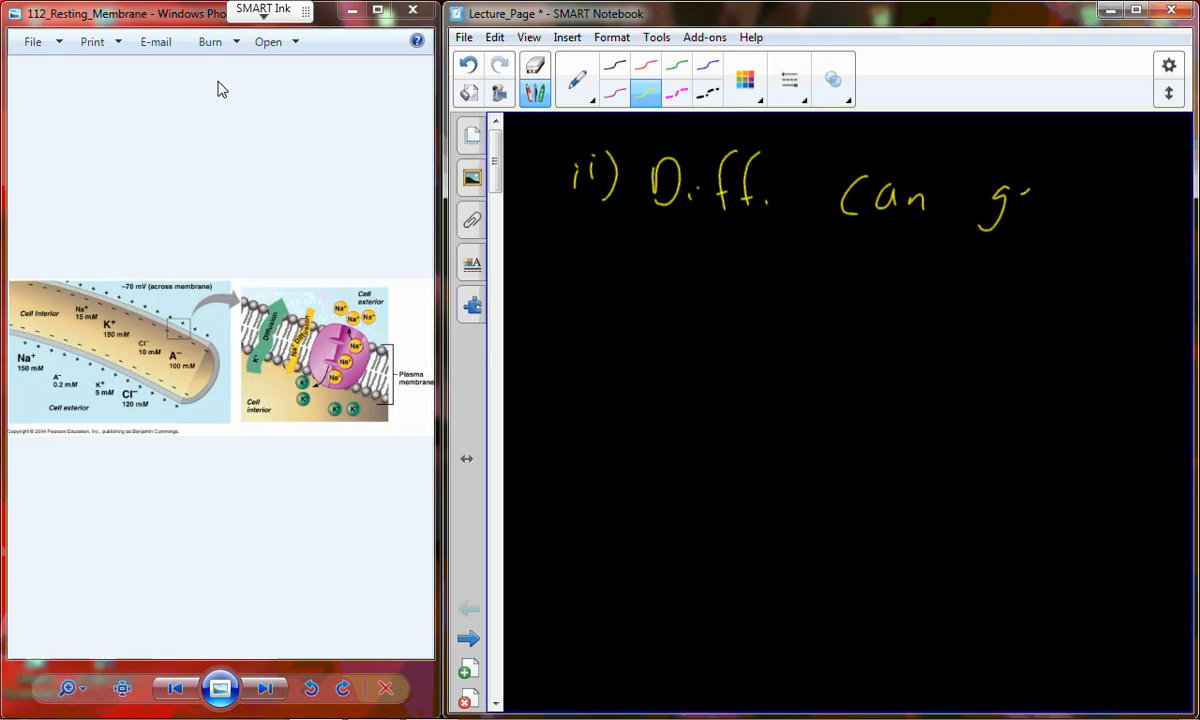 112_Resting_Membrane - Windows Pho
SMART Ink
File Print E-mail Burn Open
-70 mV (across membrane)
Cell interior
Na+
15 mM
K+
150 mM
Cl-
10 mM
A-
100 mM
Na+
150 mM
A-
0.2 mM
K+
5 mM
Cl-
120 mM
Cell exterior
Cell exterior
K+ Diffusion
Na+ Diffusion
Na+
Na+ Na+
Na+
Na+
Na+
K+
K+
K+ K+
Cell interior
Plasma membrane
Copyright © 2004 Pearson Education, Inc., publishing as Benjamin Cummings.
Lecture_Page * - SMART Notebook
File Edit View Insert Format Tools Add-ons Help
ii) Diff. can